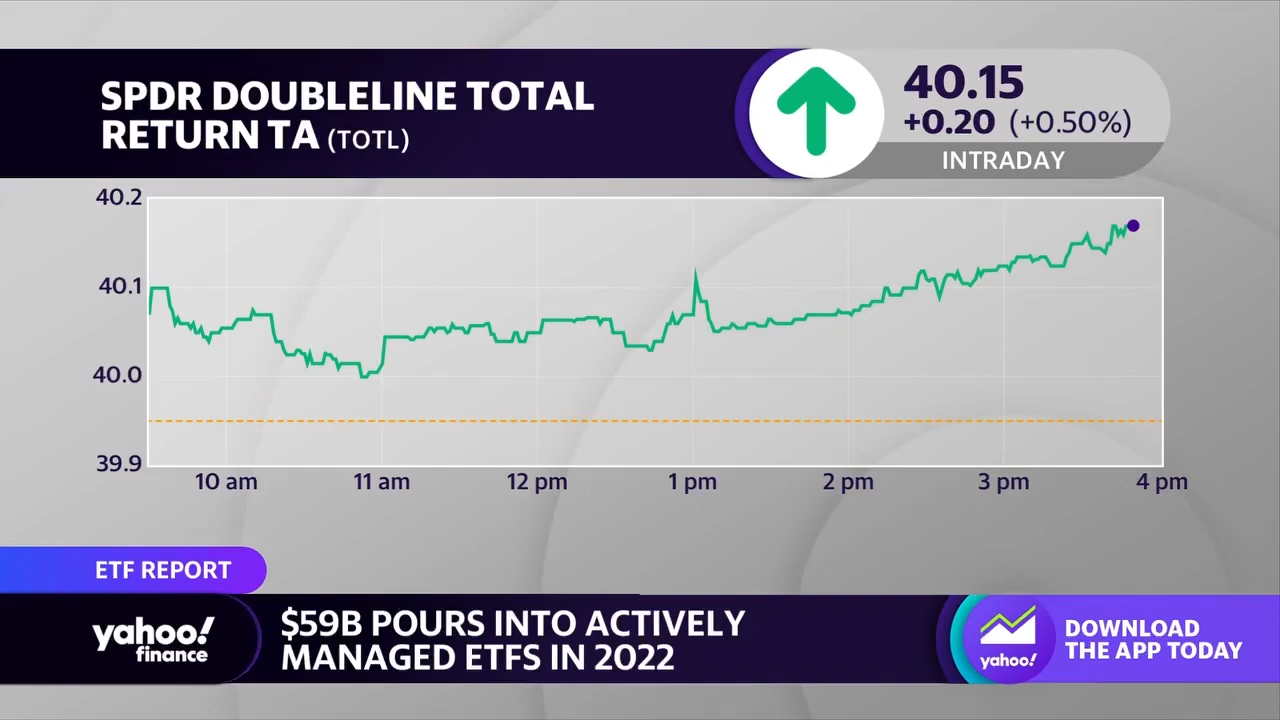 SPDR DOUBLELINE TOTAL
RETURN TA (TOTL)
40.15
+0.20 (+0.50%)
INTRADAY
40.2
40.1
40.0
39.9
10 am 11 am 12 pm 1 pm 2 pm 3 pm 4 pm
ETF REPORT
yahoo!
finance
$59B POURS INTO ACTIVELY
MANAGED ETFS IN 2022
yahoo!
DOWNLOAD
THE APP TODAY